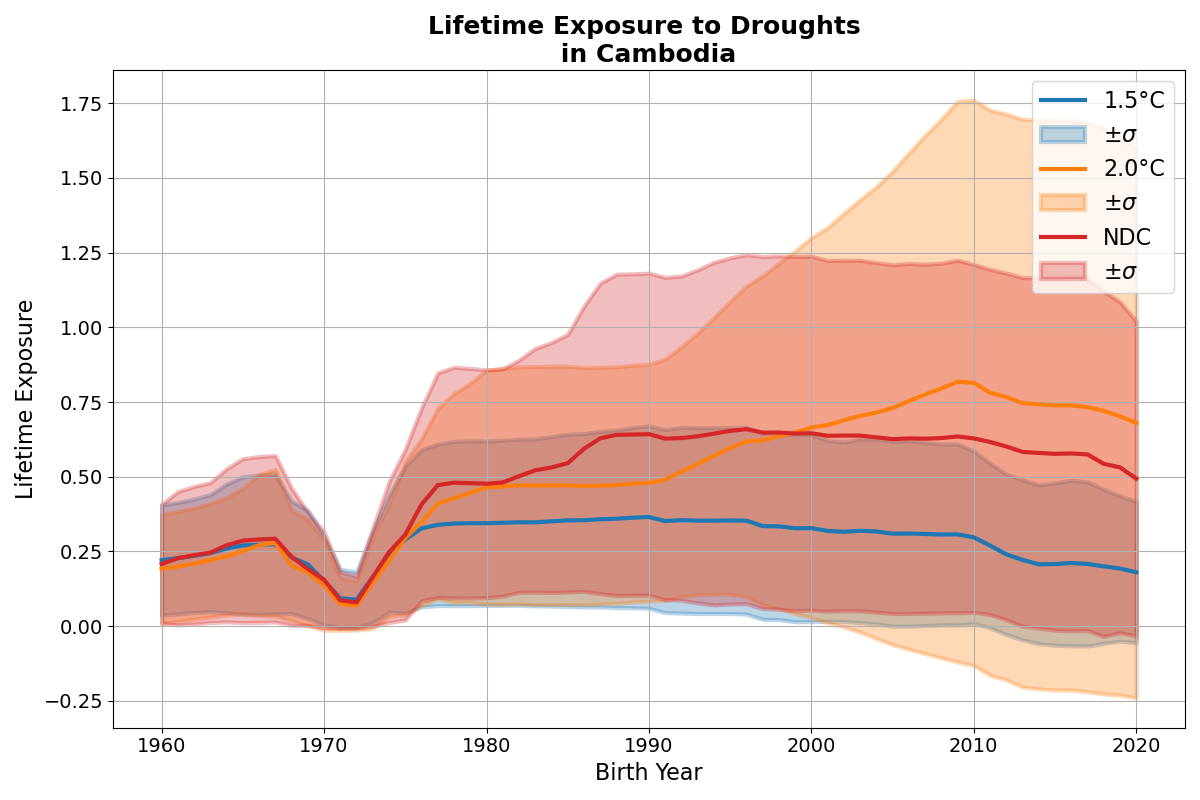 Lifetime Exposure to Droughts
in Cambodia
1.5°C
±σ
2.0°C
±σ
NDC
±σ
1.75
1.50
1.25
1.00
0.75
0.50
0.25
0.00
−0.25
Lifetime Exposure
1960 1970 1980 1990 2000 2010 2020
Birth Year